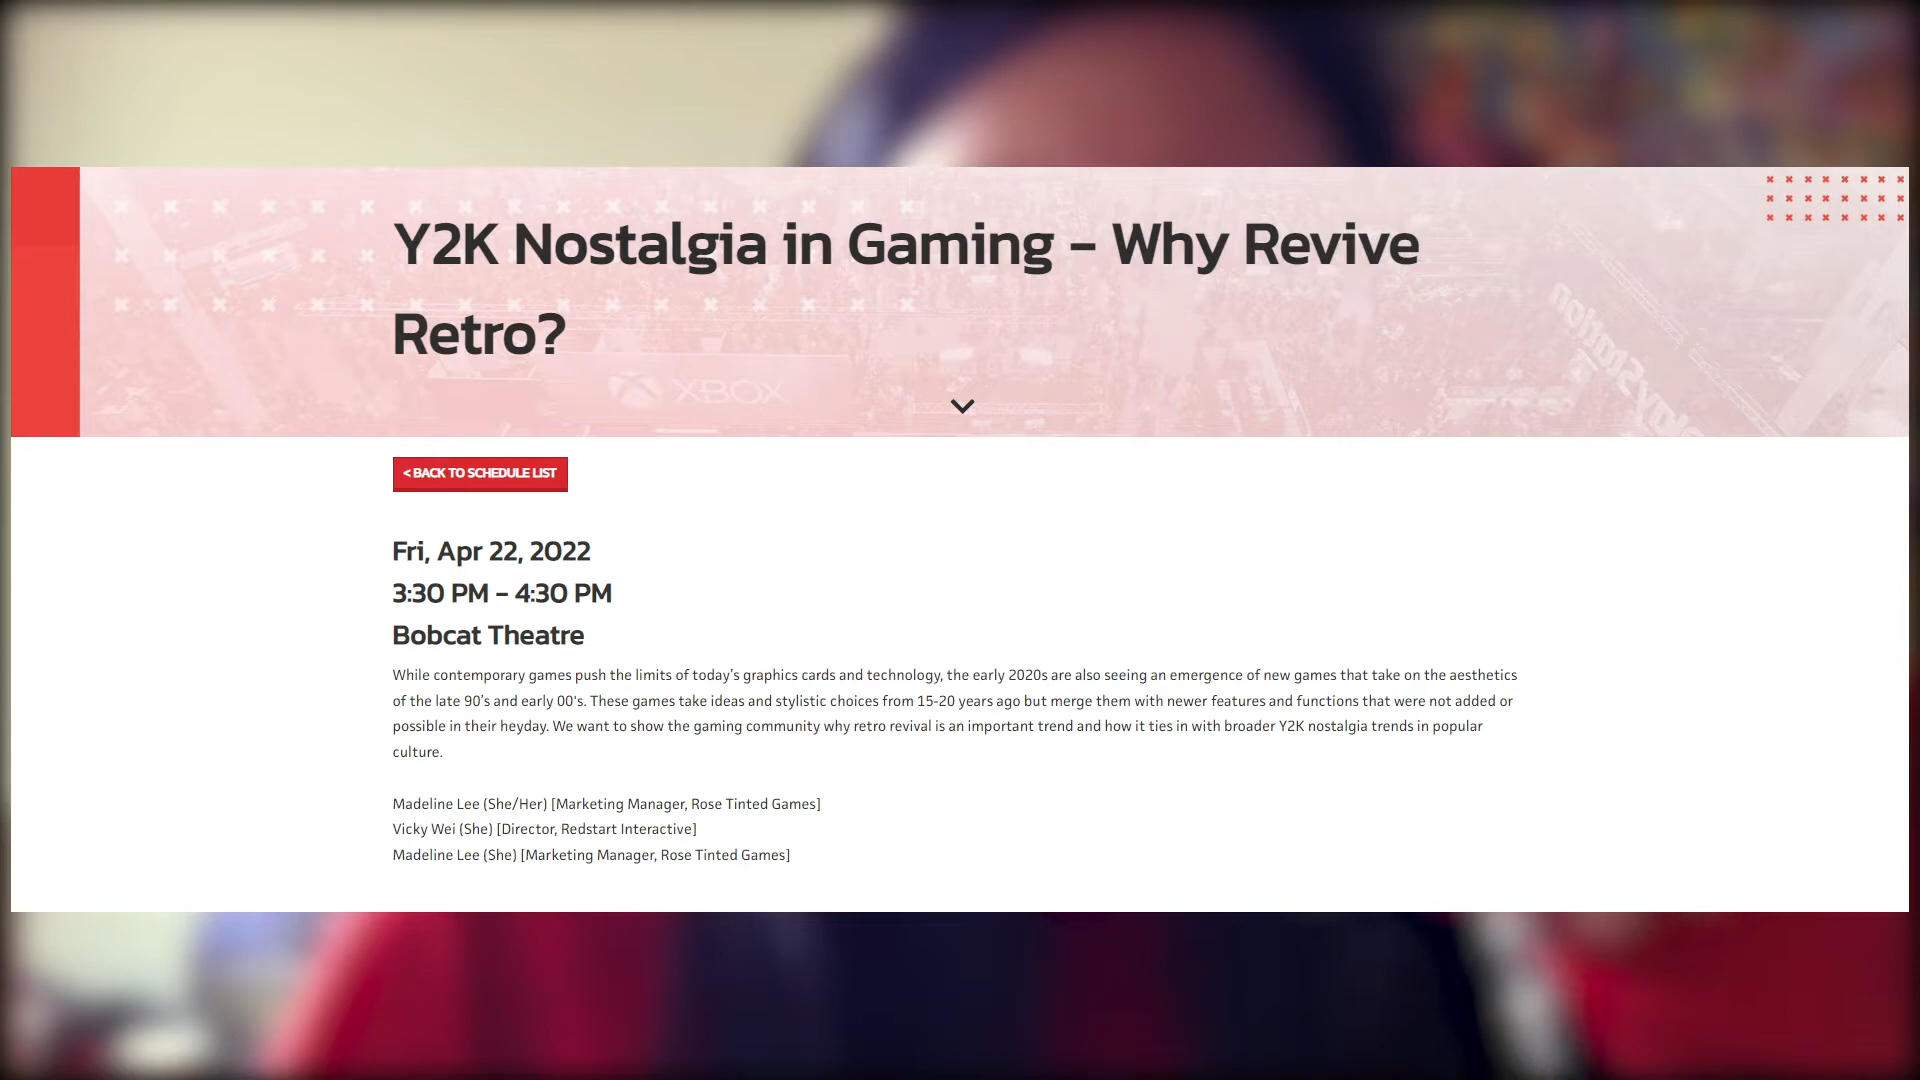 Y2K Nostalgia in Gaming – Why Revive
Retro?
XBOX
< BACK TO SCHEDULE LIST
Fri, Apr 22, 2022
3:30 PM – 4:30 PM
Bobcat Theatre
While contemporary games push the limits of today’s graphics cards and technology, the early 2020s are also seeing an emergence of new games that take on the aesthetics
of the late 90’s and early 00's. These games take ideas and stylistic choices from 15-20 years ago but merge them with newer features and functions that were not added or
possible in their heyday. We want to show the gaming community why retro revival is an important trend and how it ties in with broader Y2K nostalgia trends in popular
culture.
Madeline Lee (She/Her) [Marketing Manager, Rose Tinted Games]
Vicky Wei (She) [Director, Redstart Interactive]
Madeline Lee (She) [Marketing Manager, Rose Tinted Games]